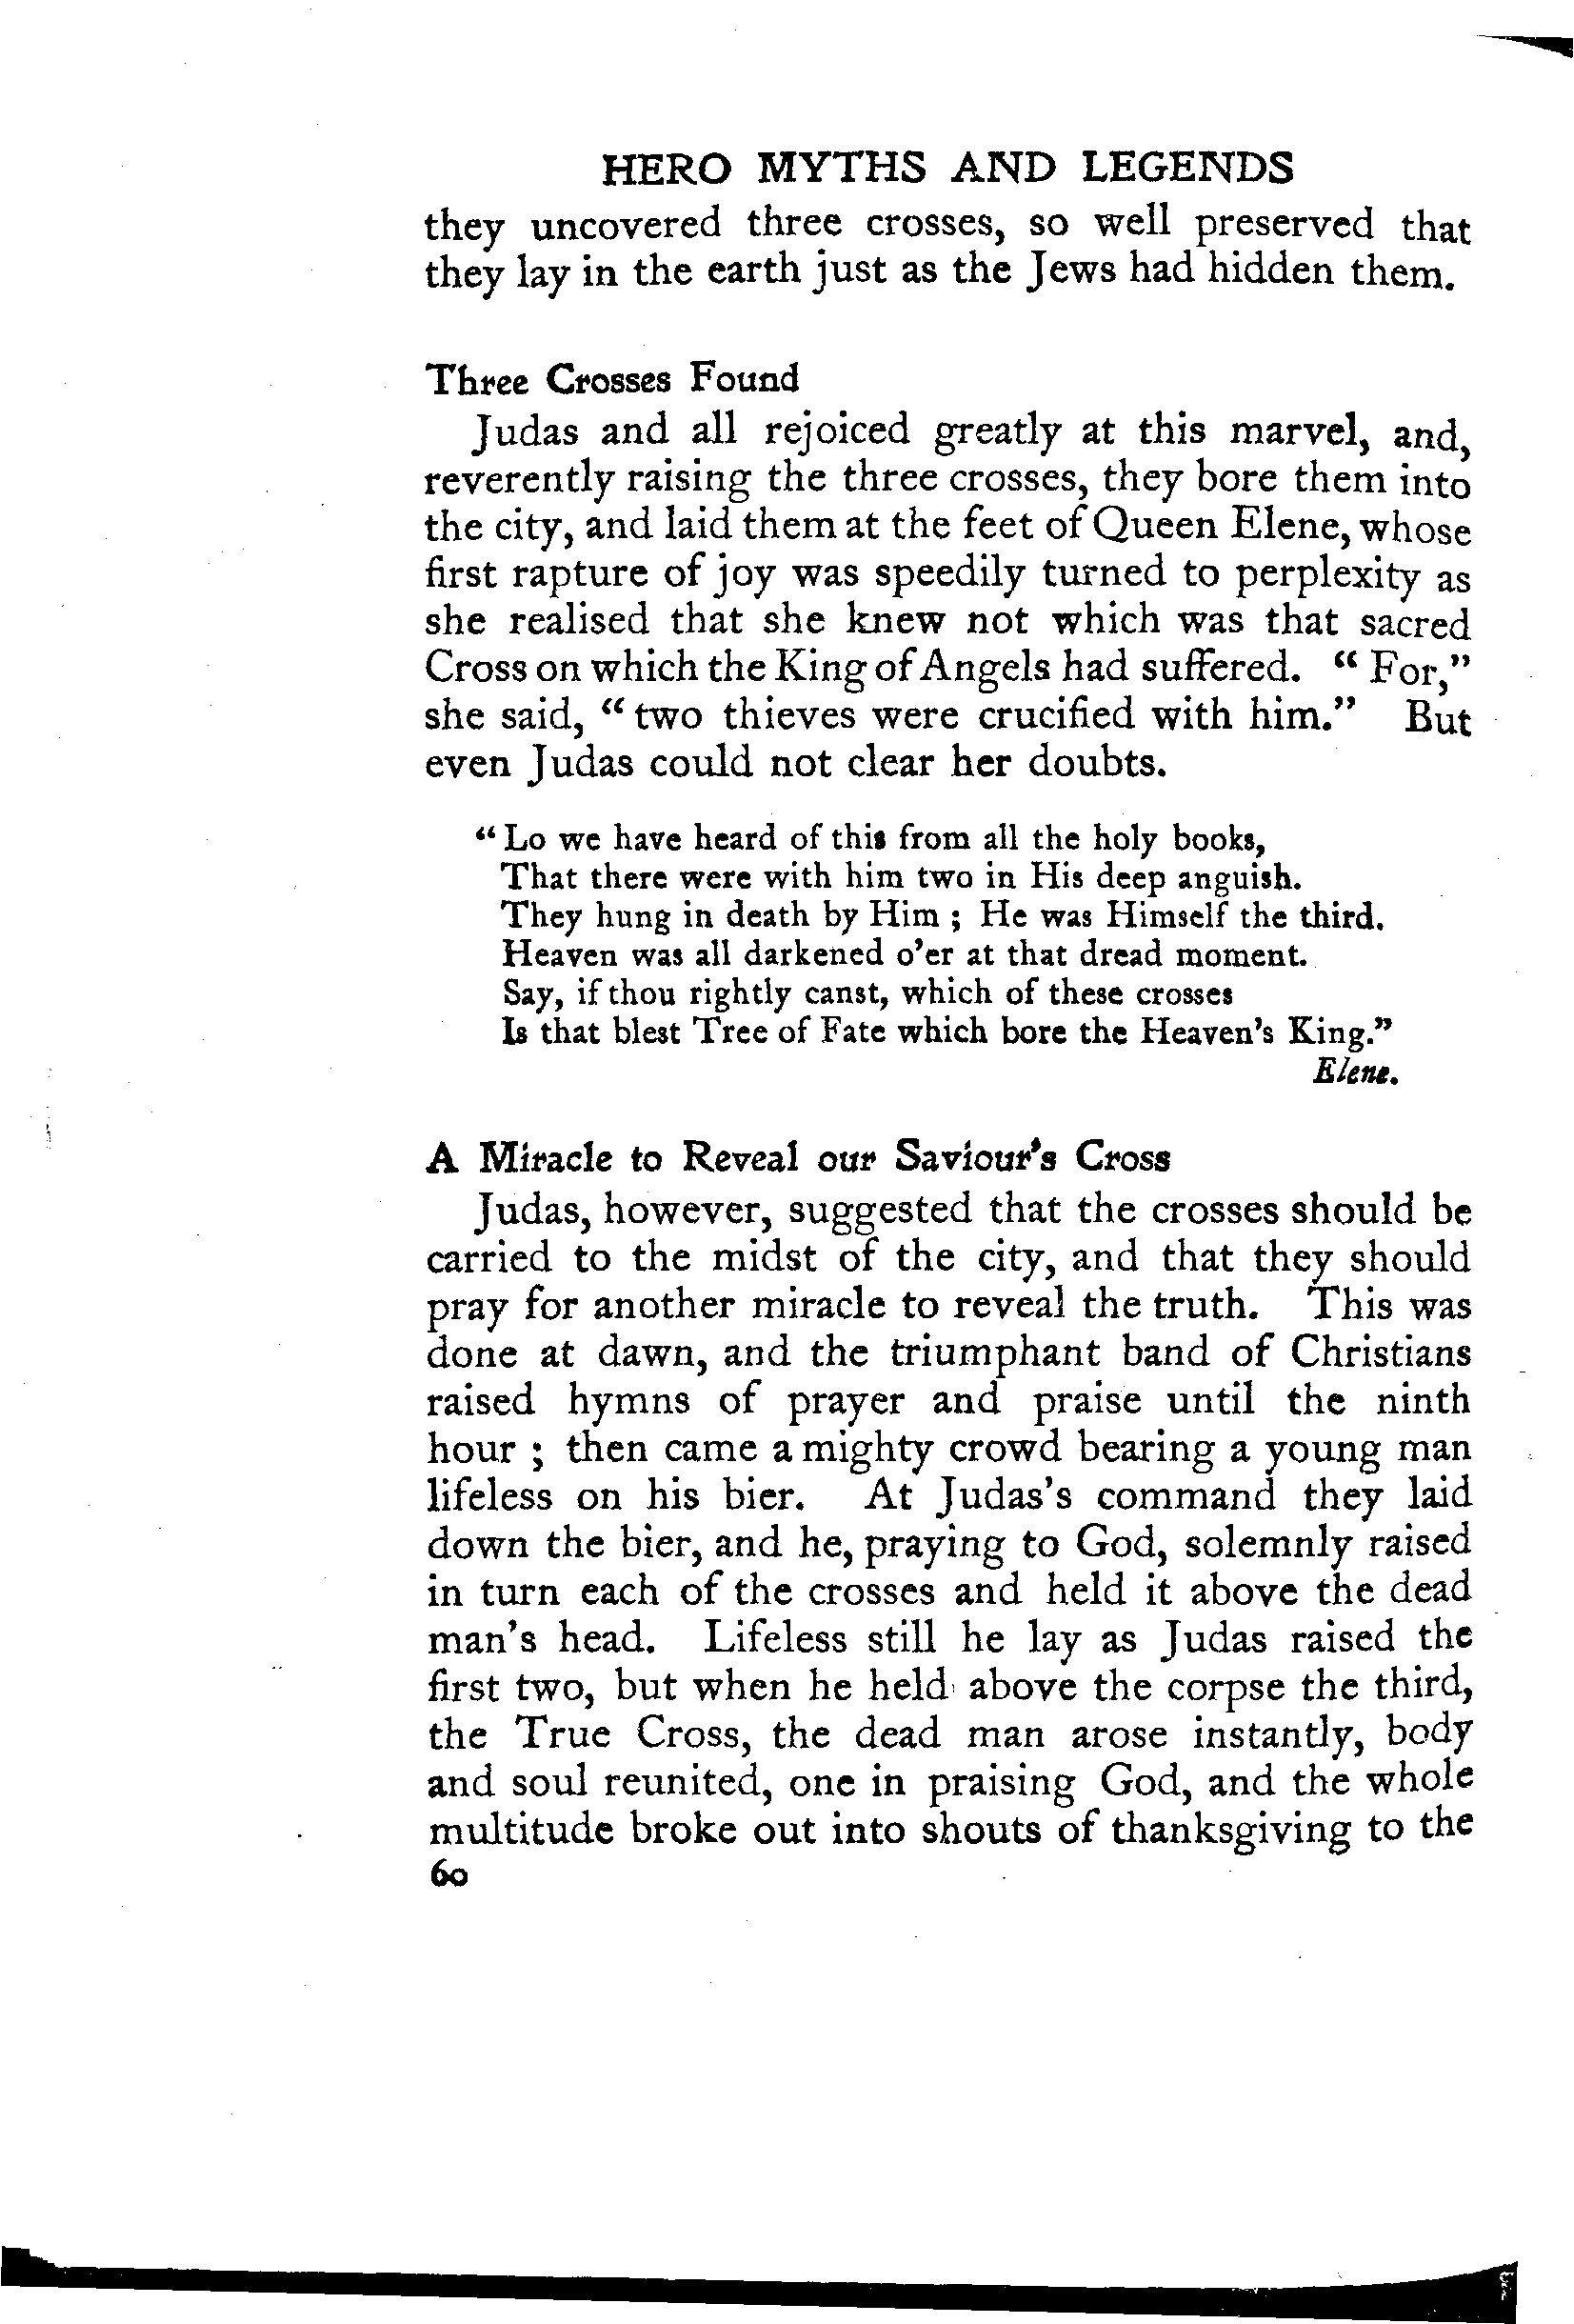 HERO MYTHS AND LEGENDS
they uncovered three crosses, so well preserved that
they lay in the earth just as the Jews had hidden them.
Three Crosses Found
Judas and all rejoiced greatly at this marvel, and,
reverently raising the three crosses, they bore them into
the city, and laid them at the feet of Queen Elene, whose
first rapture of joy was speedily turned to perplexity as
she realised that she knew not which was that sacred
Cross on which the King of Angels had suffered. “ For,”
she said, “ two thieves were crucified with him.” But
even Judas could not clear her doubts.
“ Lo we have heard of this from all the holy books,
That there were with him two in His deep anguish.
They hung in death by Him ; He was Himself the third.
Heaven was all darkened o’er at that dread moment.
Say, if thou rightly canst, which of these crosses
Is that blest Tree of Fate which bore the Heaven’s King.”
Elene.
A Miracle to Reveal our Saviour’s Cross
Judas, however, suggested that the crosses should be
carried to the midst of the city, and that they should
pray for another miracle to reveal the truth. This was
done at dawn, and the triumphant band of Christians
raised hymns of prayer and praise until the ninth
hour ; then came a mighty crowd bearing a young man
lifeless on his bier. At Judas’s command they laid
down the bier, and he, praying to God, solemnly raised
in turn each of the crosses and held it above the dead
man’s head. Lifeless still he lay as Judas raised the
first two, but when he held above the corpse the third,
the True Cross, the dead man arose instantly, body
and soul reunited, one in praising God, and the whole
multitude broke out into shouts of thanksgiving to the
60